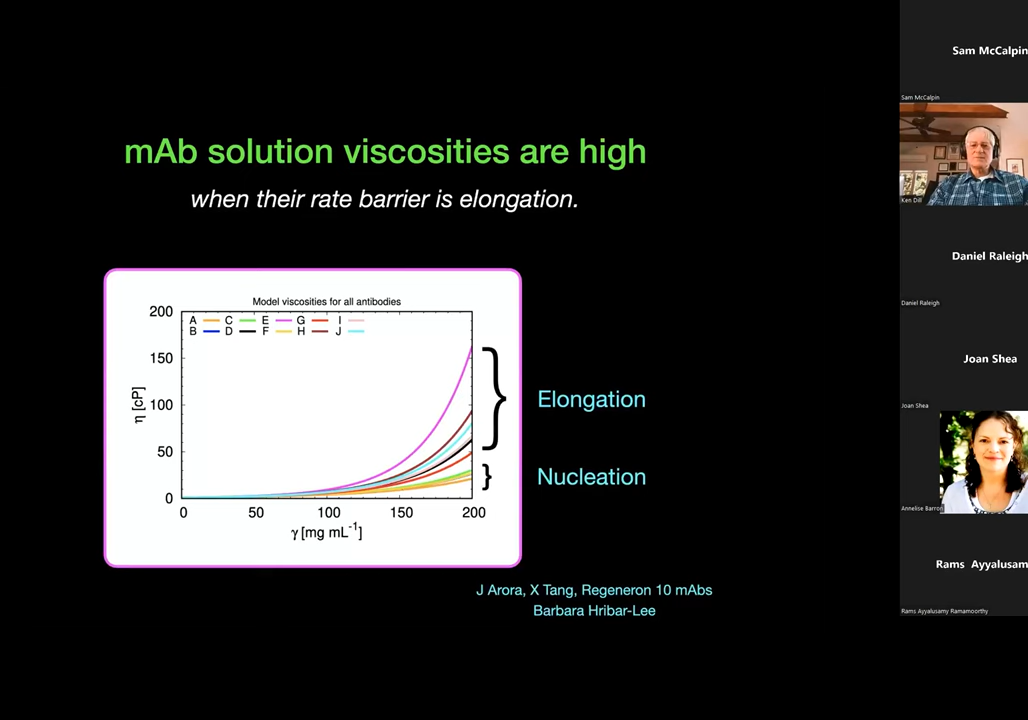 mAb solution viscosities are high
when their rate barrier is elongation.
Model viscosities for all antibodies
A C E G I
B D F H J
200
150
100
50
0
η [cP]
0 50 100 150 200
γ [mg mL⁻¹]
Elongation
Nucleation
J Arora, X Tang, Regeneron 10 mAbs
Barbara Hribar-Lee
Sam McCalpin
Sam McCalpin
Ken Dill
Daniel Raleigh
Daniel Raleigh
Joan Shea
Joan Shea
Annelise Barron
Rams Ayyalusam
Rams Ayyalusamy Ramamoorthy